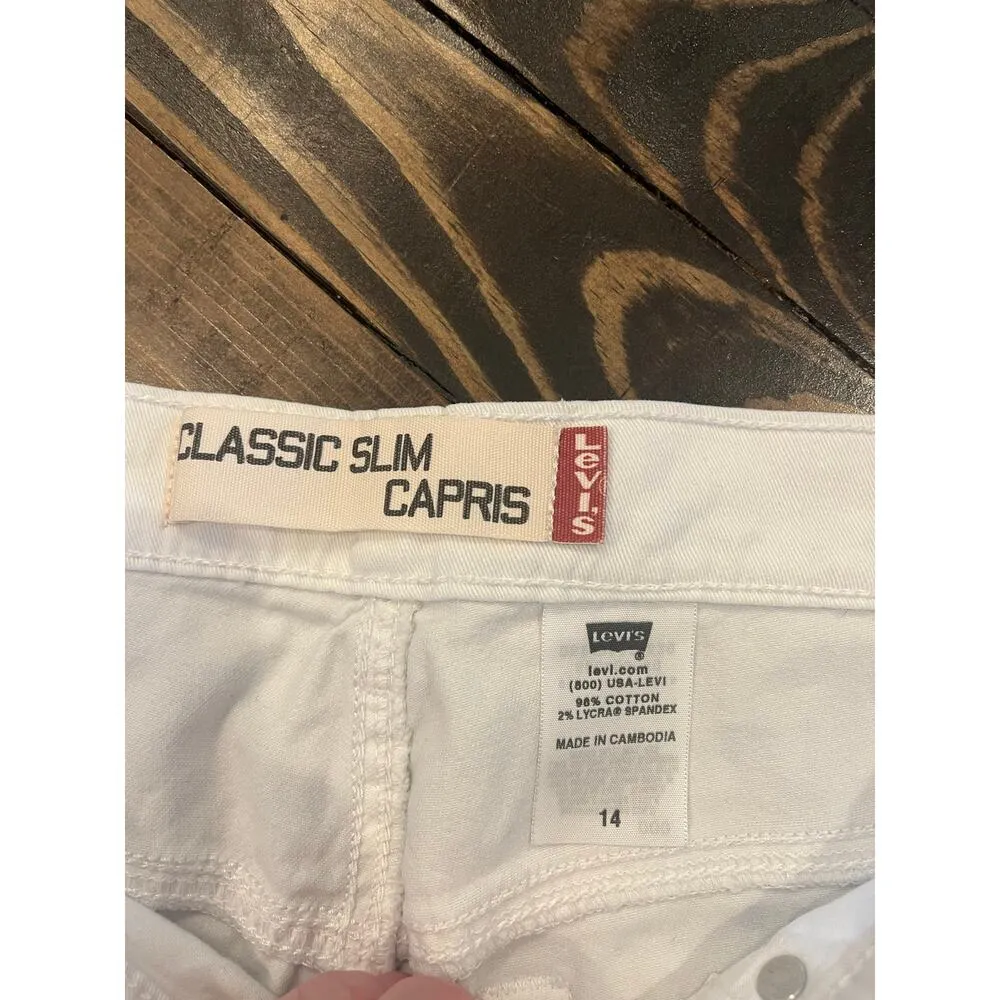 CLASSIC SLIM
CAPRIS
LEVI'S
LEVI'S
®
levi.com
(800) USA-LEVI
98% COTTON
2% LYCRA® SPANDEX
MADE IN CAMBODIA
14